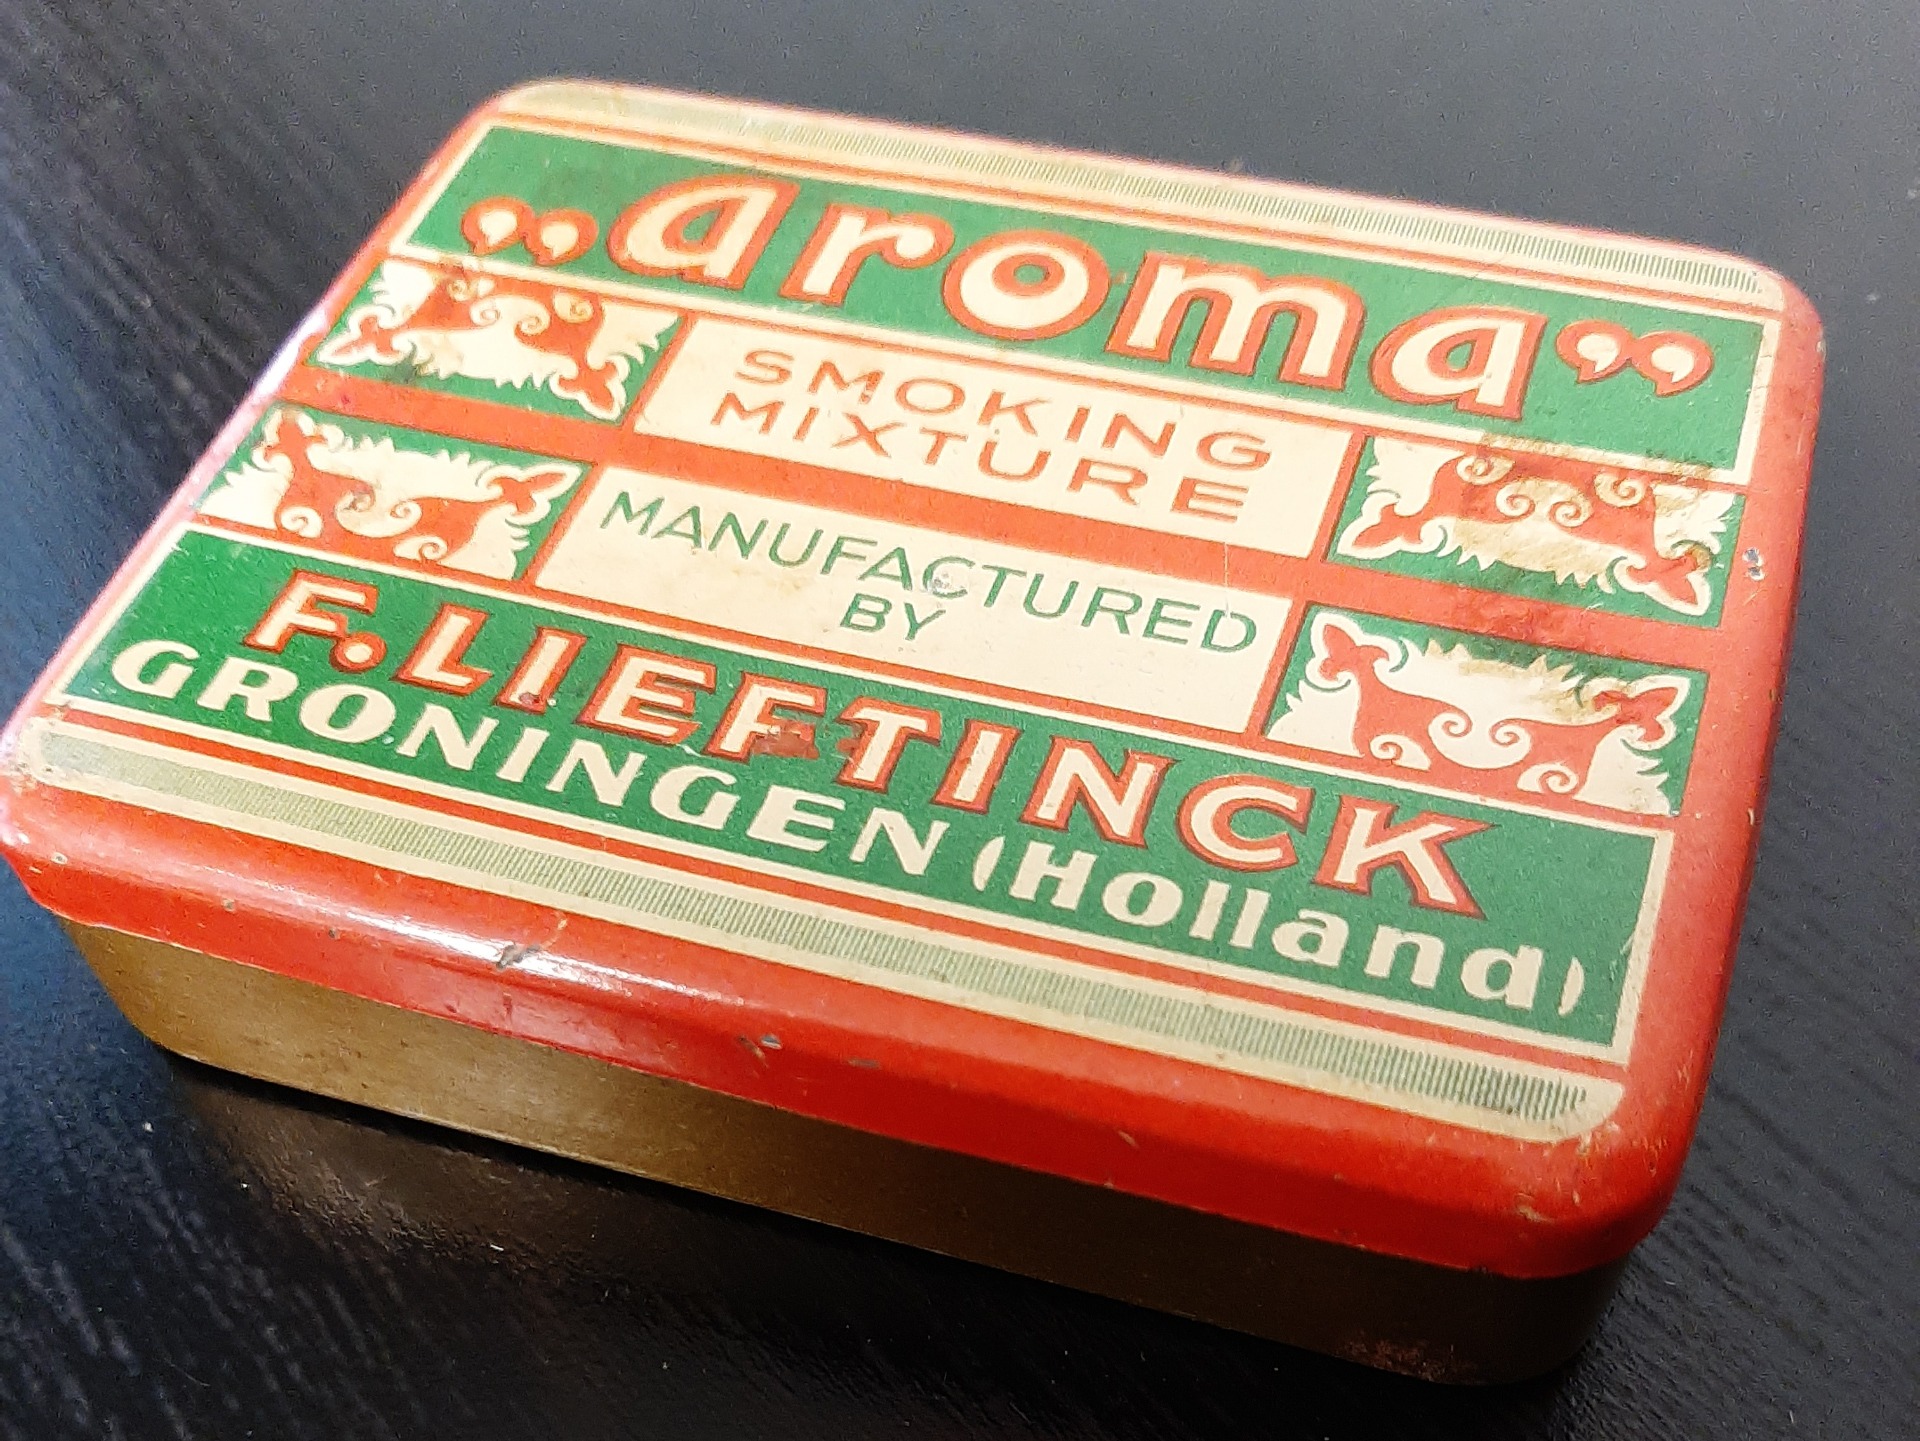 „aroma”
SMOKING
MIXTURE
MANUFACTURED
BY
F. LIEFTINCK
GRONINGEN (Holland)